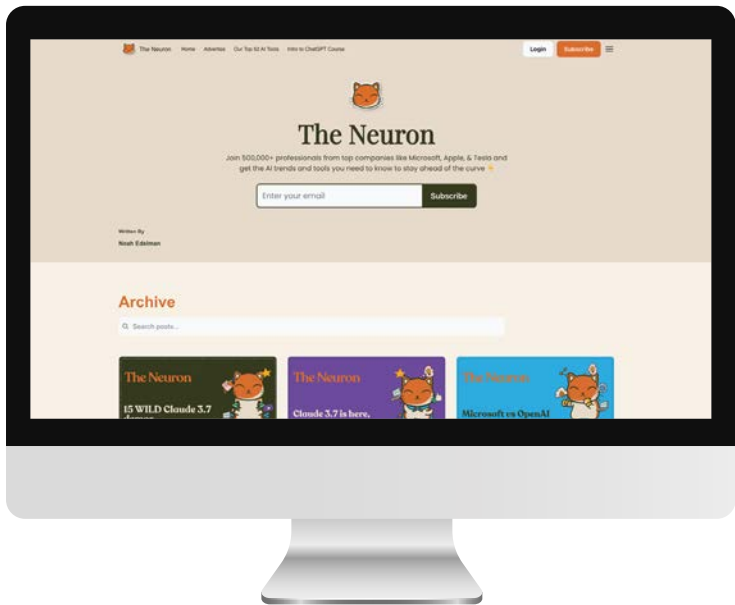 The Neuron Home Advertise Our Top 52 AI Tools Intro to ChatGPT Course Login Subscribe
The Neuron
Join 500,000+ professionals from top companies like Microsoft, Apple, & Tesla and
get the AI trends and tools you need to know to stay ahead of the curve 👇
Enter your email Subscribe
Written By
Noah Edelman
Archive
Search posts...
The Neuron
15 WILD Claude 3.7
demos
The Neuron
Claude 3.7 is here,
The Neuron
Microsoft vs OpenAI